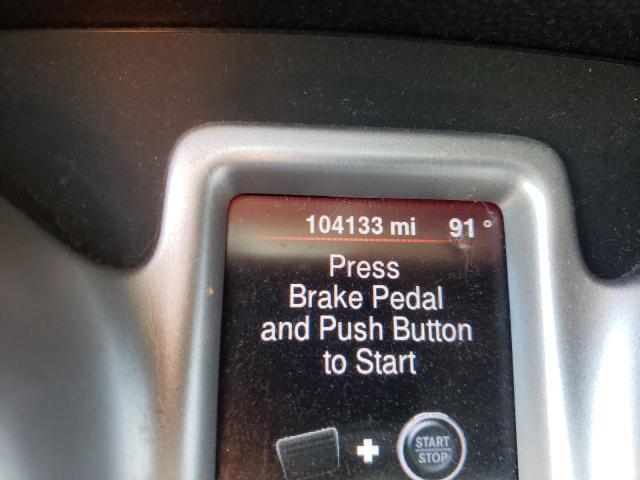 104133 mi 91°
Press
Brake Pedal
and Push Button
to Start
START
STOP